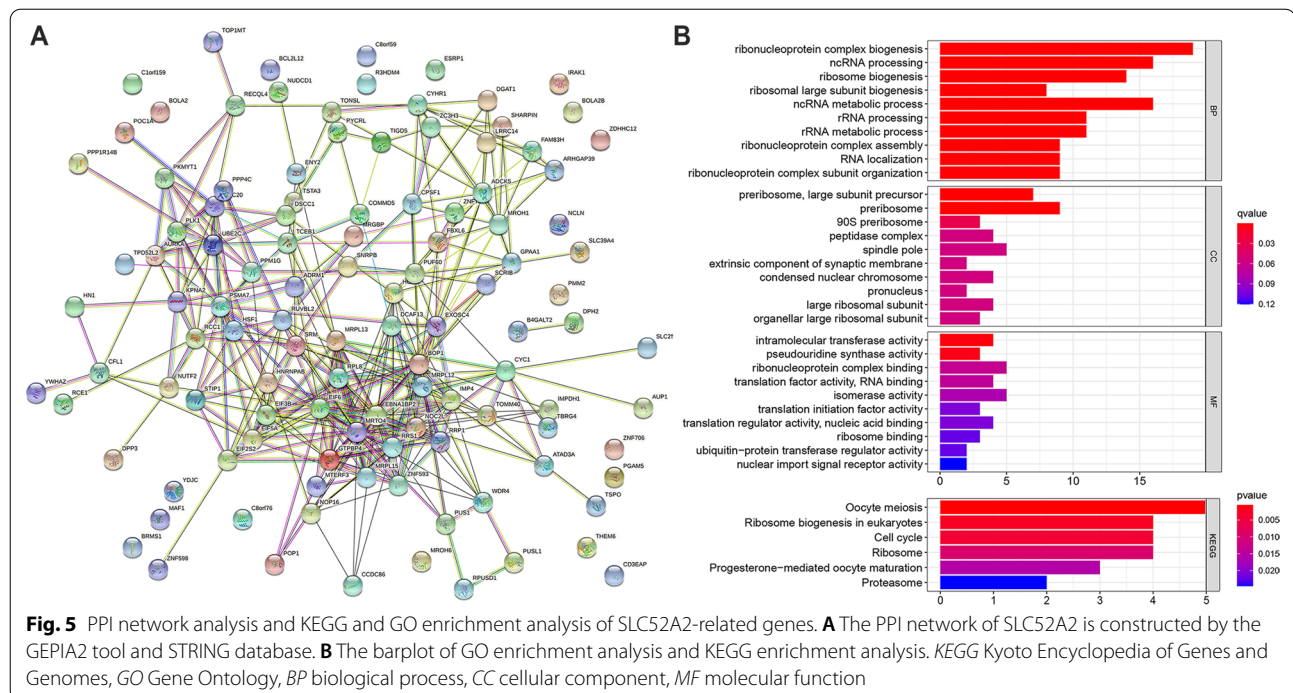 A
TOP1MT
C8orf59
BCL2L12
C1orf159
NUDCD1
R3HDM4
ESRP1
IRAK1
BOLA2
RECQL4
TONSL
CYHR1
DGAT1
BOLA2B
POC1A
PYCRL
ZC3H3
SHARPIN
TIGD5
LRRC14
ZDHHC12
PPP1R14B
FAM83H
PKMYT1
ENY2
ARHGAP39
PPP4C
TSTA3
ADCK5
C20
DSCC1
COMMD5
CPSF1
ZNF
PLK1
UBE2C
TCEB1
MRGBP
MROH1
NCLN
AURKA
FBXL6
TPD52L2
PPM1G
SNRPB
PUF60
GPAA1
SLC39A4
ADRM1
SCRIB
HN1
KPNA2
PSMA7
PMM2
RUVBL2
DCAF13
EXOSC4
B4GALT2
DPH2
RCC1
HSF1
SRM
MRPL13
SLC25
CFL1
BOP1
CYC1
YWHAZ
NUTF2
HNRNPAB
RPL8
MRPL12
RCE1
STIP1
EIF3B
EIF6
EBNA1BP2
IMP4
IMPDH1
AUP1
TOMM40
TBRG4
EIF5A
MRTO4
NOC2L
DPP3
EIF2S2
GTPBP4
RRS1
RRP1
ZNF706
ATAD3A
MTERF3
MRPL15
ZNF593
PGAM5
YDJC
NOP16
WDR4
TSPO
MAF1
C8orf76
PUS1
BRMS1
ZNF598
POP1
MROH6
PUSL1
THEM6
CCDC86
RPUSD1
CD3EAP
B
ribonucleoprotein complex biogenesis
ncRNA processing
ribosome biogenesis
ribosomal large subunit biogenesis
ncRNA metabolic process
rRNA processing
rRNA metabolic process
ribonucleoprotein complex assembly
RNA localization
ribonucleoprotein complex subunit organization
BP
preribosome, large subunit precursor
preribosome
90S preribosome
peptidase complex
spindle pole
extrinsic component of synaptic membrane
condensed nuclear chromosome
pronucleus
large ribosomal subunit
organellar large ribosomal subunit
CC
intramolecular transferase activity
pseudouridine synthase activity
ribonucleoprotein complex binding
translation factor activity, RNA binding
isomerase activity
translation initiation factor activity
translation regulator activity, nucleic acid binding
ribosome binding
ubiquitin−protein transferase regulator activity
nuclear import signal receptor activity
MF
0 5 10 15
qvalue
0.03
0.06
0.09
0.12
Oocyte meiosis
Ribosome biogenesis in eukaryotes
Cell cycle
Ribosome
Progesterone−mediated oocyte maturation
Proteasome
KEGG
0 1 2 3 4 5
pvalue
0.005
0.010
0.015
0.020
Fig. 5 PPI network analysis and KEGG and GO enrichment analysis of SLC52A2-related genes. A The PPI network of SLC52A2 is constructed by the
GEPIA2 tool and STRING database. B The barplot of GO enrichment analysis and KEGG enrichment analysis. KEGG Kyoto Encyclopedia of Genes and
Genomes, GO Gene Ontology, BP biological process, CC cellular component, MF molecular function